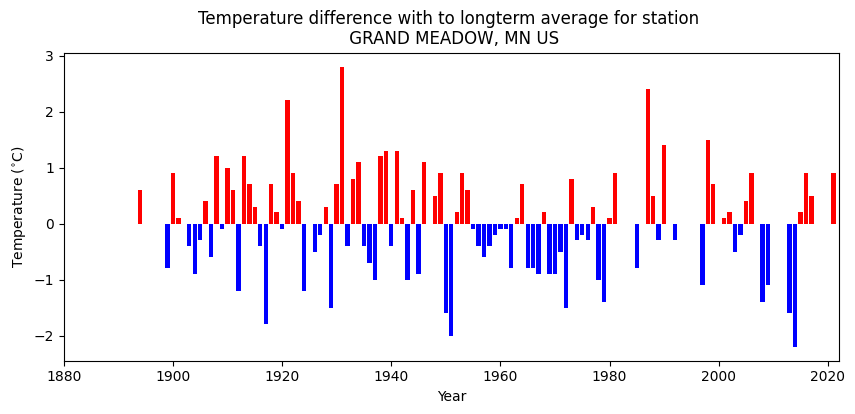 Temperature difference with to longterm average for station
GRAND MEADOW, MN US
3
2
1
0
−1
−2
Temperature (°C)
1880 1900 1920 1940 1960 1980 2000 2020
Year